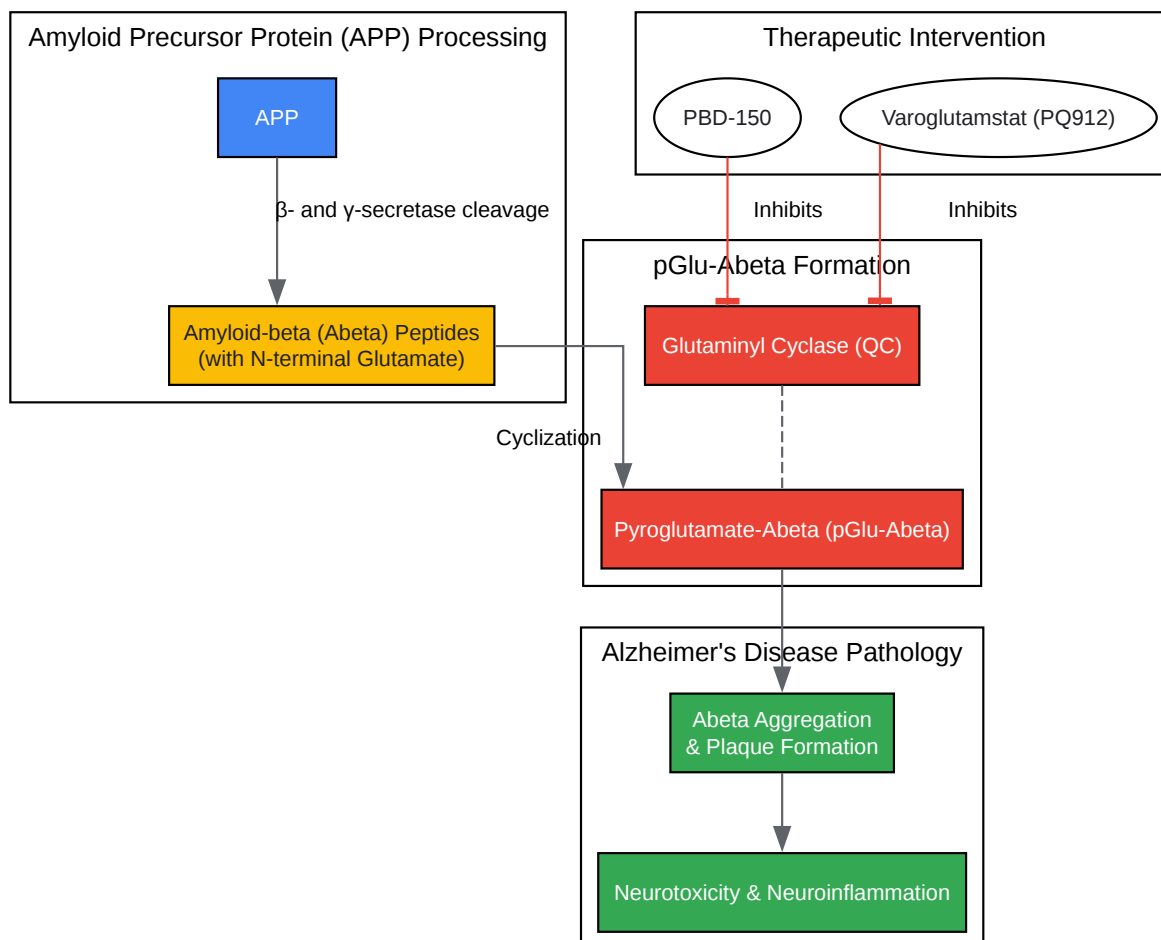 Amyloid Precursor Protein (APP) Processing
APP
β- and γ-secretase cleavage
Amyloid-beta (Abeta) Peptides
(with N-terminal Glutamate)
Therapeutic Intervention
PBD-150
Varoglutamstat (PQ912)
Inhibits
Inhibits
pGlu-Abeta Formation
Glutaminyl Cyclase (QC)
Cyclization
Pyroglutamate-Abeta (pGlu-Abeta)
Alzheimer's Disease Pathology
Abeta Aggregation
& Plaque Formation
Neurotoxicity & Neuroinflammation